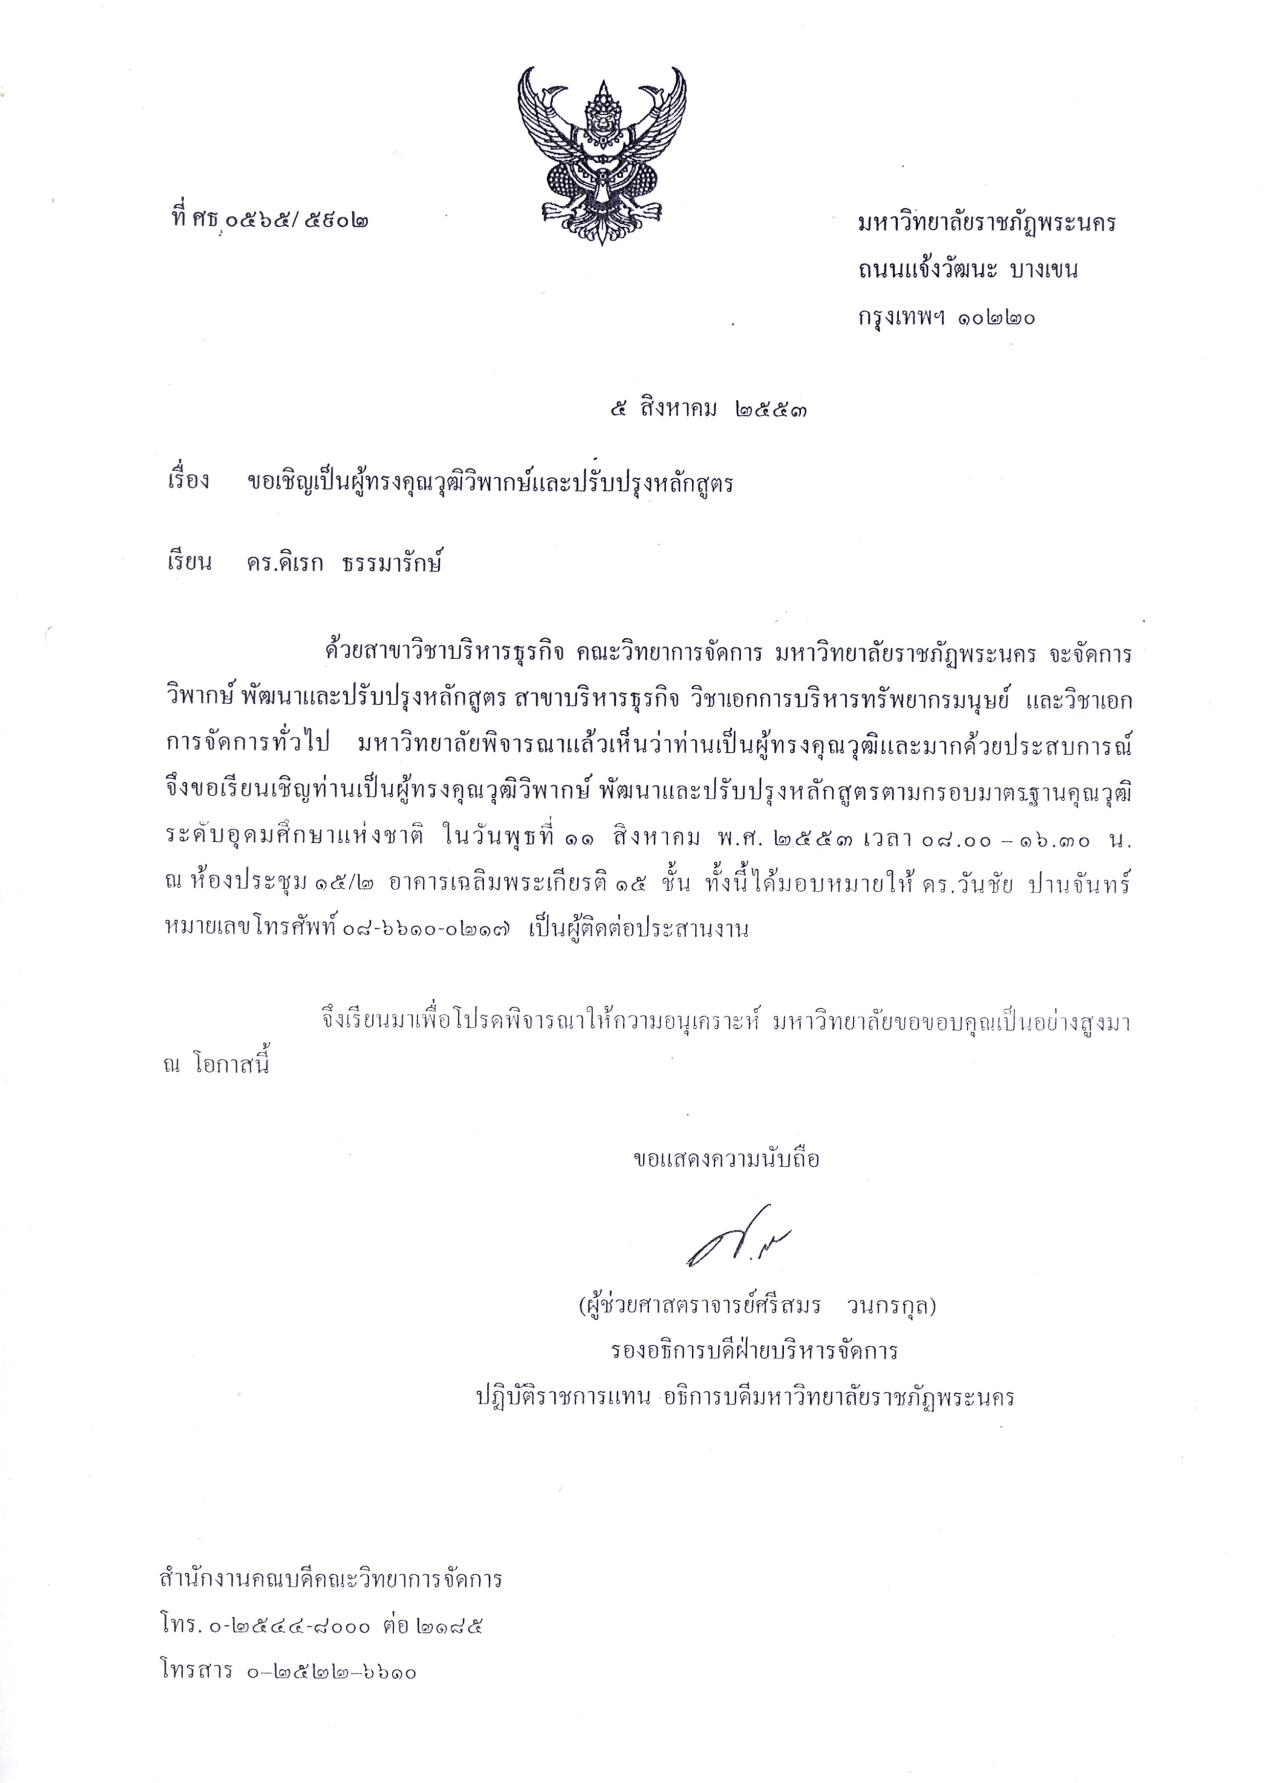 ที่ ศธ ๐๕๖๕/ ๕๙๐๒
มหาวิทยาลัยราชภัฏพระนคร
ถนนแจ้งวัฒนะ บางเขน
กรุงเทพฯ ๑๐๒๒๐
๕ สิงหาคม ๒๕๕๓
เรื่อง ขอเชิญเป็นผู้ทรงคุณวุฒิวิพากษ์และปรับปรุงหลักสูตร
เรียน ดร.ดิเรก ธรรมารักษ์
ด้วยสาขาวิชาบริหารธุรกิจ คณะวิทยาการจัดการ มหาวิทยาลัยราชภัฏพระนคร จะจัดการ
วิพากษ์ พัฒนาและปรับปรุงหลักสูตร สาขาบริหารธุรกิจ วิชาเอกการบริหารทรัพยากรมนุษย์ และวิชาเอก
การจัดการทั่วไป มหาวิทยาลัยพิจารณาแล้วเห็นว่าท่านเป็นผู้ทรงคุณวุฒิและมากด้วยประสบการณ์
จึงขอเรียนเชิญท่านเป็นผู้ทรงคุณวุฒิวิพากษ์ พัฒนาและปรับปรุงหลักสูตรตามกรอบมาตรฐานคุณวุฒิ
ระดับอุดมศึกษาแห่งชาติ ในวันพุธที่ ๑๑ สิงหาคม พ.ศ. ๒๕๕๓ เวลา ๐๘.๐๐ – ๑๖.๓๐ น.
ณ ห้องประชุม ๑๕/๒ อาคารเฉลิมพระเกียรติ ๑๕ ชั้น ทั้งนี้ได้มอบหมายให้ ดร.วันชัย ปานจันทร์
หมายเลขโทรศัพท์ ๐๘-๖๖๑๐-๐๒๑๗ เป็นผู้ติดต่อประสานงาน
จึงเรียนมาเพื่อโปรดพิจารณาให้ความอนุเคราะห์ มหาวิทยาลัยขอขอบคุณเป็นอย่างสูงมา
ณ โอกาสนี้
ขอแสดงความนับถือ
(ผู้ช่วยศาสตราจารย์ศรีสมร วนกรกุล)
รองอธิการบดีฝ่ายบริหารจัดการ
ปฏิบัติราชการแทน อธิการบดีมหาวิทยาลัยราชภัฏพระนคร
สำนักงานคณบดีคณะวิทยาการจัดการ
โทร. ๐-๒๕๔๔-๘๐๐๐ ต่อ ๒๑๘๕
โทรสาร ๐–๒๕๒๒–๖๖๑๐